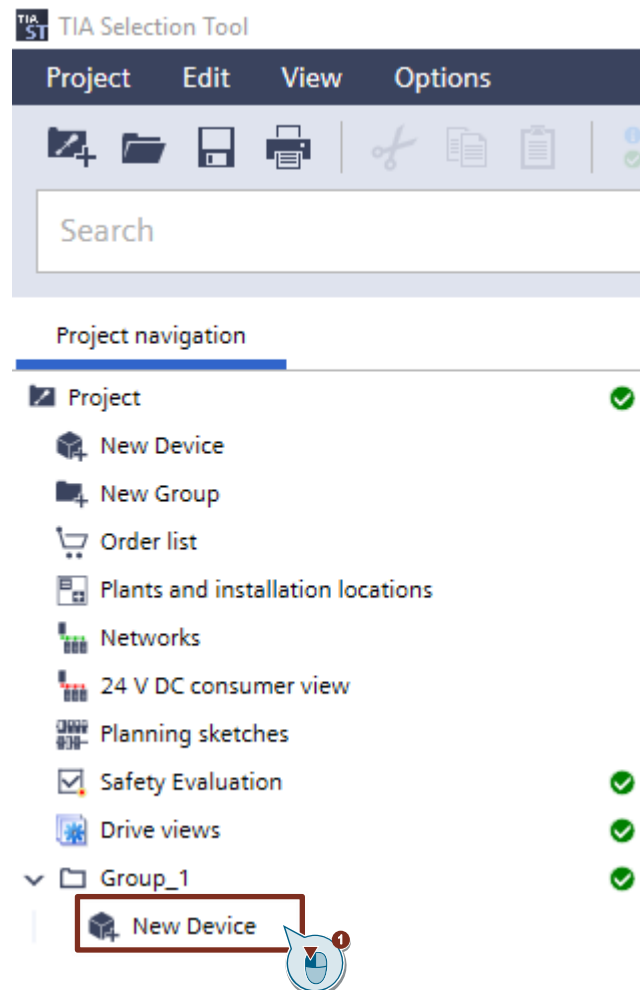 TIA ST TIA Selection Tool
Project Edit View Options
Search
Project navigation
Project
New Device
New Group
Order list
Plants and installation locations
Networks
24 V DC consumer view
Planning sketches
Safety Evaluation
Drive views
Group_1
New Device
1